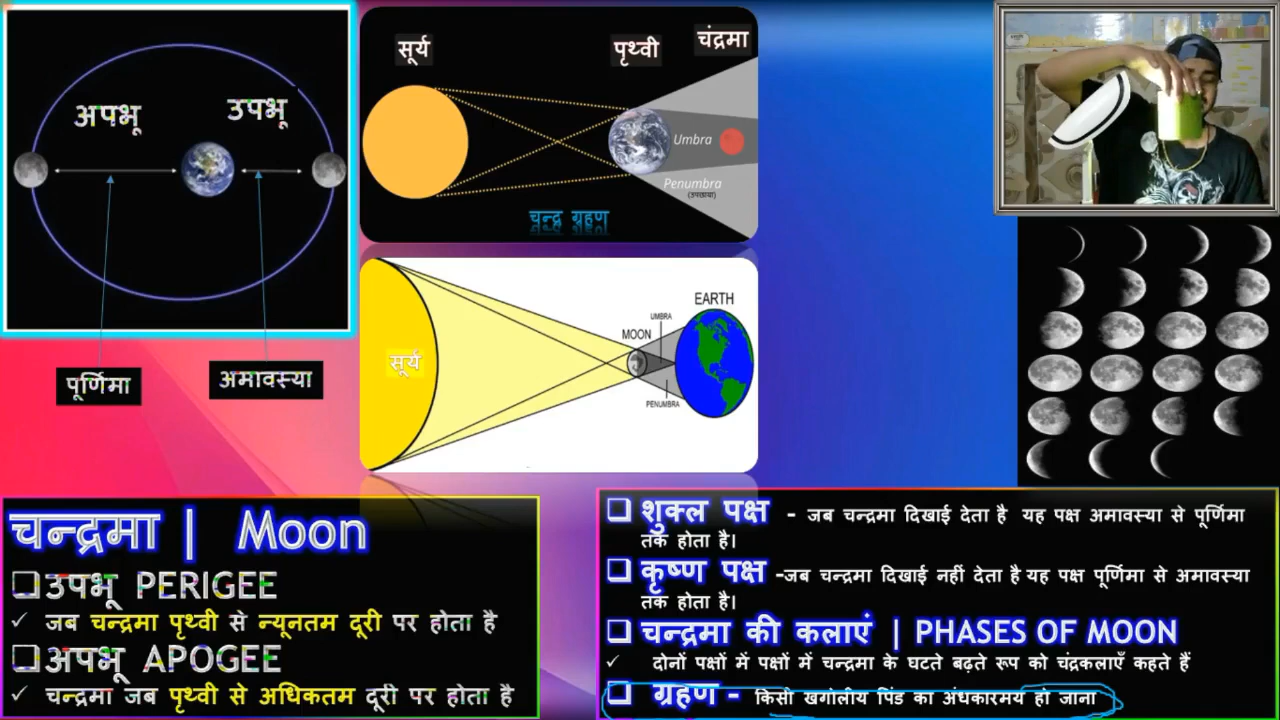 अपभू
उपभू
पूर्णिमा
अमावस्या
सूर्य
पृथ्वी
चंद्रमा
Umbra
Penumbra
(उपछाया)
चन्द्र ग्रहण
सूर्य
EARTH
UMBRA
MOON
PENUMBRA
चन्द्रमा | Moon
उपभू PERIGEE
जब चन्द्रमा पृथ्वी से न्यूनतम दूरी पर होता है
अपभू APOGEE
चन्द्रमा जब पृथ्वी से अधिकतम दूरी पर होता है
शुक्ल पक्ष - जब चन्द्रमा दिखाई देता है यह पक्ष अमावस्या से पूर्णिमा
तक होता है।
कृष्ण पक्ष -जब चन्द्रमा दिखाई नहीं देता है यह पक्ष पूर्णिमा से अमावस्या
तक होता है।
चन्द्रमा की कलाएं | PHASES OF MOON
दोनों पक्षों में पक्षों में चन्द्रमा के घटते बढ़ते रूप को चंद्रकलाएँ कहते हैं
ग्रहण - किसी खगोलीय पिंड का अंधकारमय हो जाना